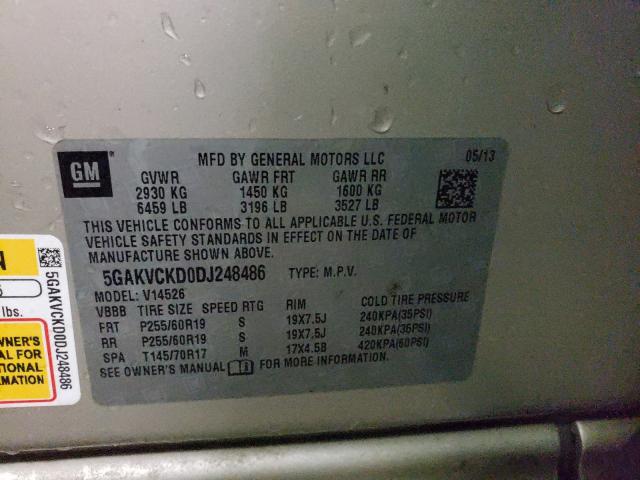 GM
MFD BY GENERAL MOTORS LLC
05/13
GVWR GAWR FRT GAWR RR
2930 KG 1450 KG 1600 KG
6459 LB 3196 LB 3527 LB
THIS VEHICLE CONFORMS TO ALL APPLICABLE U.S. FEDERAL MOTOR
VEHICLE SAFETY STANDARDS IN EFFECT ON THE DATE OF
MANUFACTURE SHOWN ABOVE.
5GAKVCKD0DJ248486 TYPE: M.P.V.
MODEL: V14526
VBBB TIRE SIZE SPEED RTG RIM COLD TIRE PRESSURE
FRT P255/60R19 S 19X7.5J 240KPA(35PSI)
RR P255/60R19 S 19X7.5J 240KPA(35PSI)
SPA T145/70R17 M 17X4.5B 420KPA(60PSI)
SEE OWNER'S MANUAL FOR MORE INFORMATION.
N
lbs.
WNER'S
AL FOR
TIONAL
MATION
5GAKVCKD0DJ248486